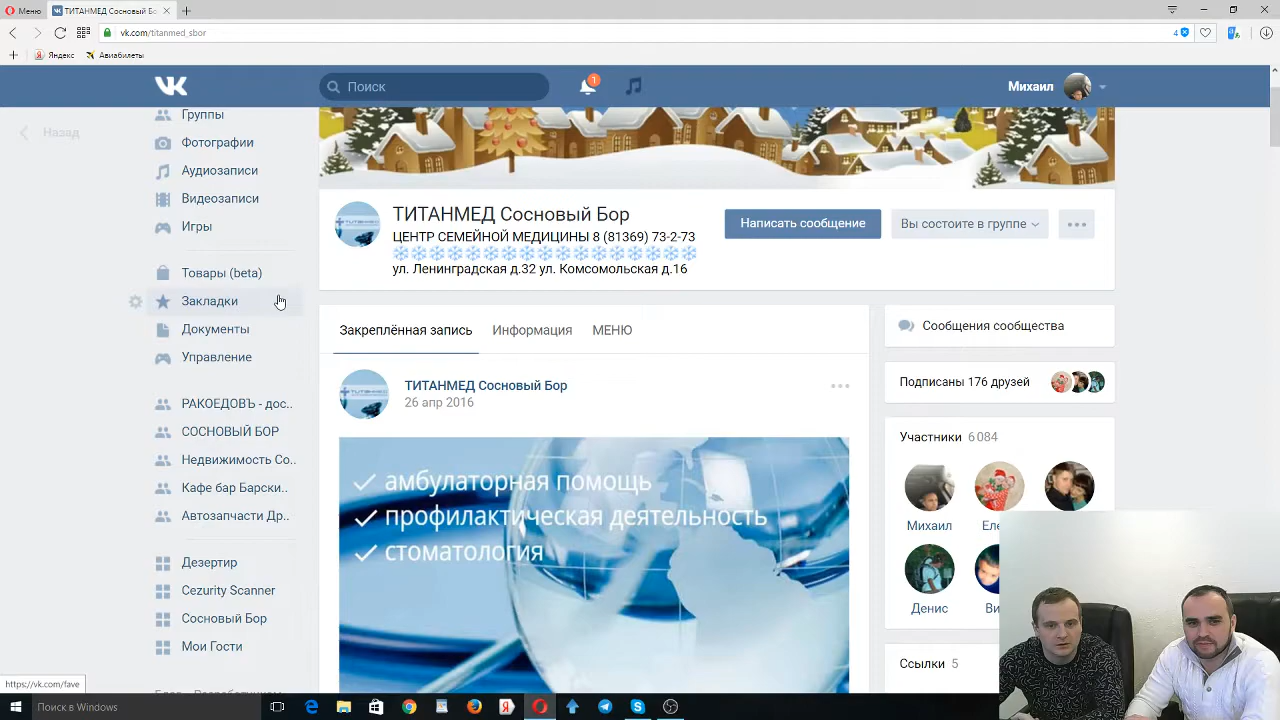 Меню
ТИТАНМЕД Сосновый Бо
vk.com/titanmed_sbor
4
Яндекс
Авиабилеты
Поиск
1
Михаил
Назад
Группы
Фотографии
Аудиозаписи
Видеозаписи
Игры
Товары (beta)
Закладки
Документы
Управление
РАКОЕДОВЪ - дос..
СОСНОВЫЙ БОР
Недвижимость Со..
Кафе бар Барски..
Автозапчасти Др..
Дезертир
Cezurity Scanner
Сосновый Бор
Мои Гости
ТИТАНМЕД Сосновый Бор
ЦЕНТР СЕМЕЙНОЙ МЕДИЦИНЫ 8 (81369) 73-2-73
ул. Ленинградская д.32 ул. Комсомольская д.16
Написать сообщение
Вы состоите в группе
Закреплённая запись
Информация
МЕНЮ
ТИТАНМЕД Сосновый Бор
26 апр 2016
амбулаторная помощь
профилактическая деятельность
стоматология
Сообщения сообщества
Подписаны 176 друзей
Участники 6 084
Михаил
Еле
Денис
Ви
Ссылки 5
https://vk.com/fave
Поиск в Windows